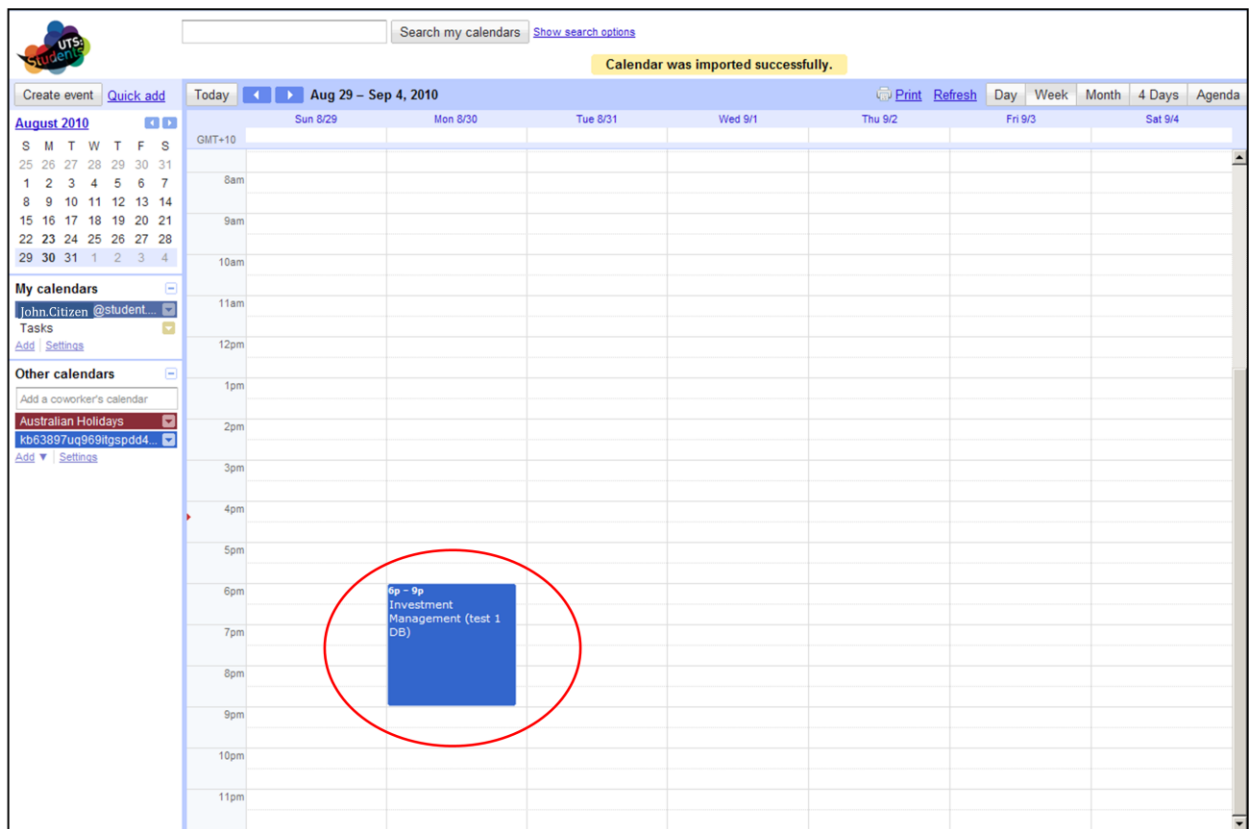 UTS:
Students
Search my calendars Show search options
Calendar was imported successfully.
Create event Quick add
Today Aug 29 – Sep 4, 2010 Print Refresh Day Week Month 4 Days Agenda
August 2010
S M T W T F S
25 26 27 28 29 30 31
1 2 3 4 5 6 7
8 9 10 11 12 13 14
15 16 17 18 19 20 21
22 23 24 25 26 27 28
29 30 31 1 2 3 4
My calendars
John.Citizen @student....
Tasks
Add Settings
Other calendars
Add a coworker's calendar
Australian Holidays
kb63897uq969itgspdd4...
Add ▼ Settings
Sun 8/29 Mon 8/30 Tue 8/31 Wed 9/1 Thu 9/2 Fri 9/3 Sat 9/4
GMT+10
8am
9am
10am
11am
12pm
1pm
2pm
3pm
4pm
5pm
6pm
7pm
8pm
9pm
10pm
11pm
6p – 9p
Investment
Management (test 1
DB)